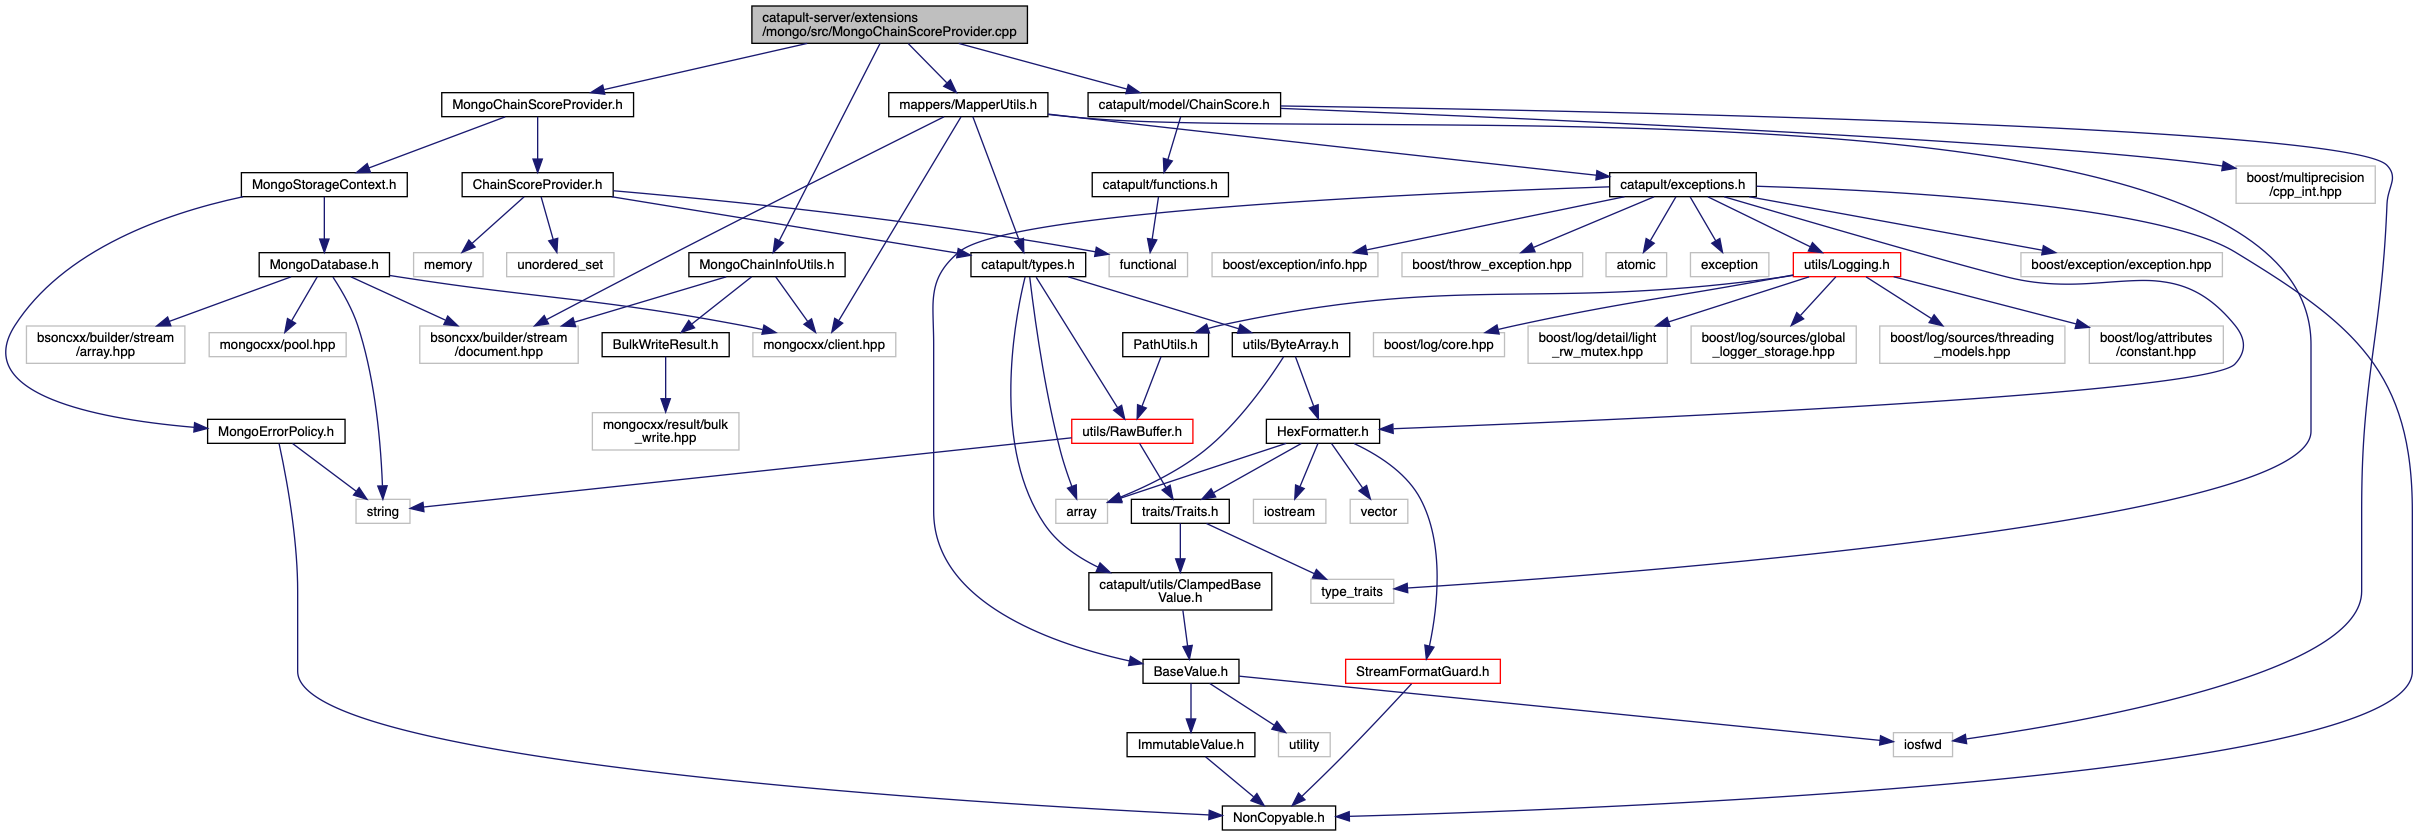 catapult-server/extensions
/mongo/src/MongoChainScoreProvider.cpp
MongoChainScoreProvider.h
mappers/MapperUtils.h
catapult/model/ChainScore.h
MongoStorageContext.h
ChainScoreProvider.h
catapult/functions.h
catapult/exceptions.h
boost/multiprecision
/cpp_int.hpp
MongoDatabase.h
memory
unordered_set
MongoChainInfoUtils.h
catapult/types.h
functional
boost/exception/info.hpp
boost/throw_exception.hpp
atomic
exception
utils/Logging.h
boost/exception/exception.hpp
bsoncxx/builder/stream
/array.hpp
mongocxx/pool.hpp
bsoncxx/builder/stream
/document.hpp
BulkWriteResult.h
mongocxx/client.hpp
PathUtils.h
utils/ByteArray.h
boost/log/core.hpp
boost/log/detail/light
_rw_mutex.hpp
boost/log/sources/global
_logger_storage.hpp
boost/log/sources/threading
_models.hpp
boost/log/attributes
/constant.hpp
MongoErrorPolicy.h
mongocxx/result/bulk
_write.hpp
utils/RawBuffer.h
HexFormatter.h
string
array
traits/Traits.h
iostream
vector
catapult/utils/ClampedBase
Value.h
type_traits
BaseValue.h
StreamFormatGuard.h
ImmutableValue.h
utility
iosfwd
NonCopyable.h